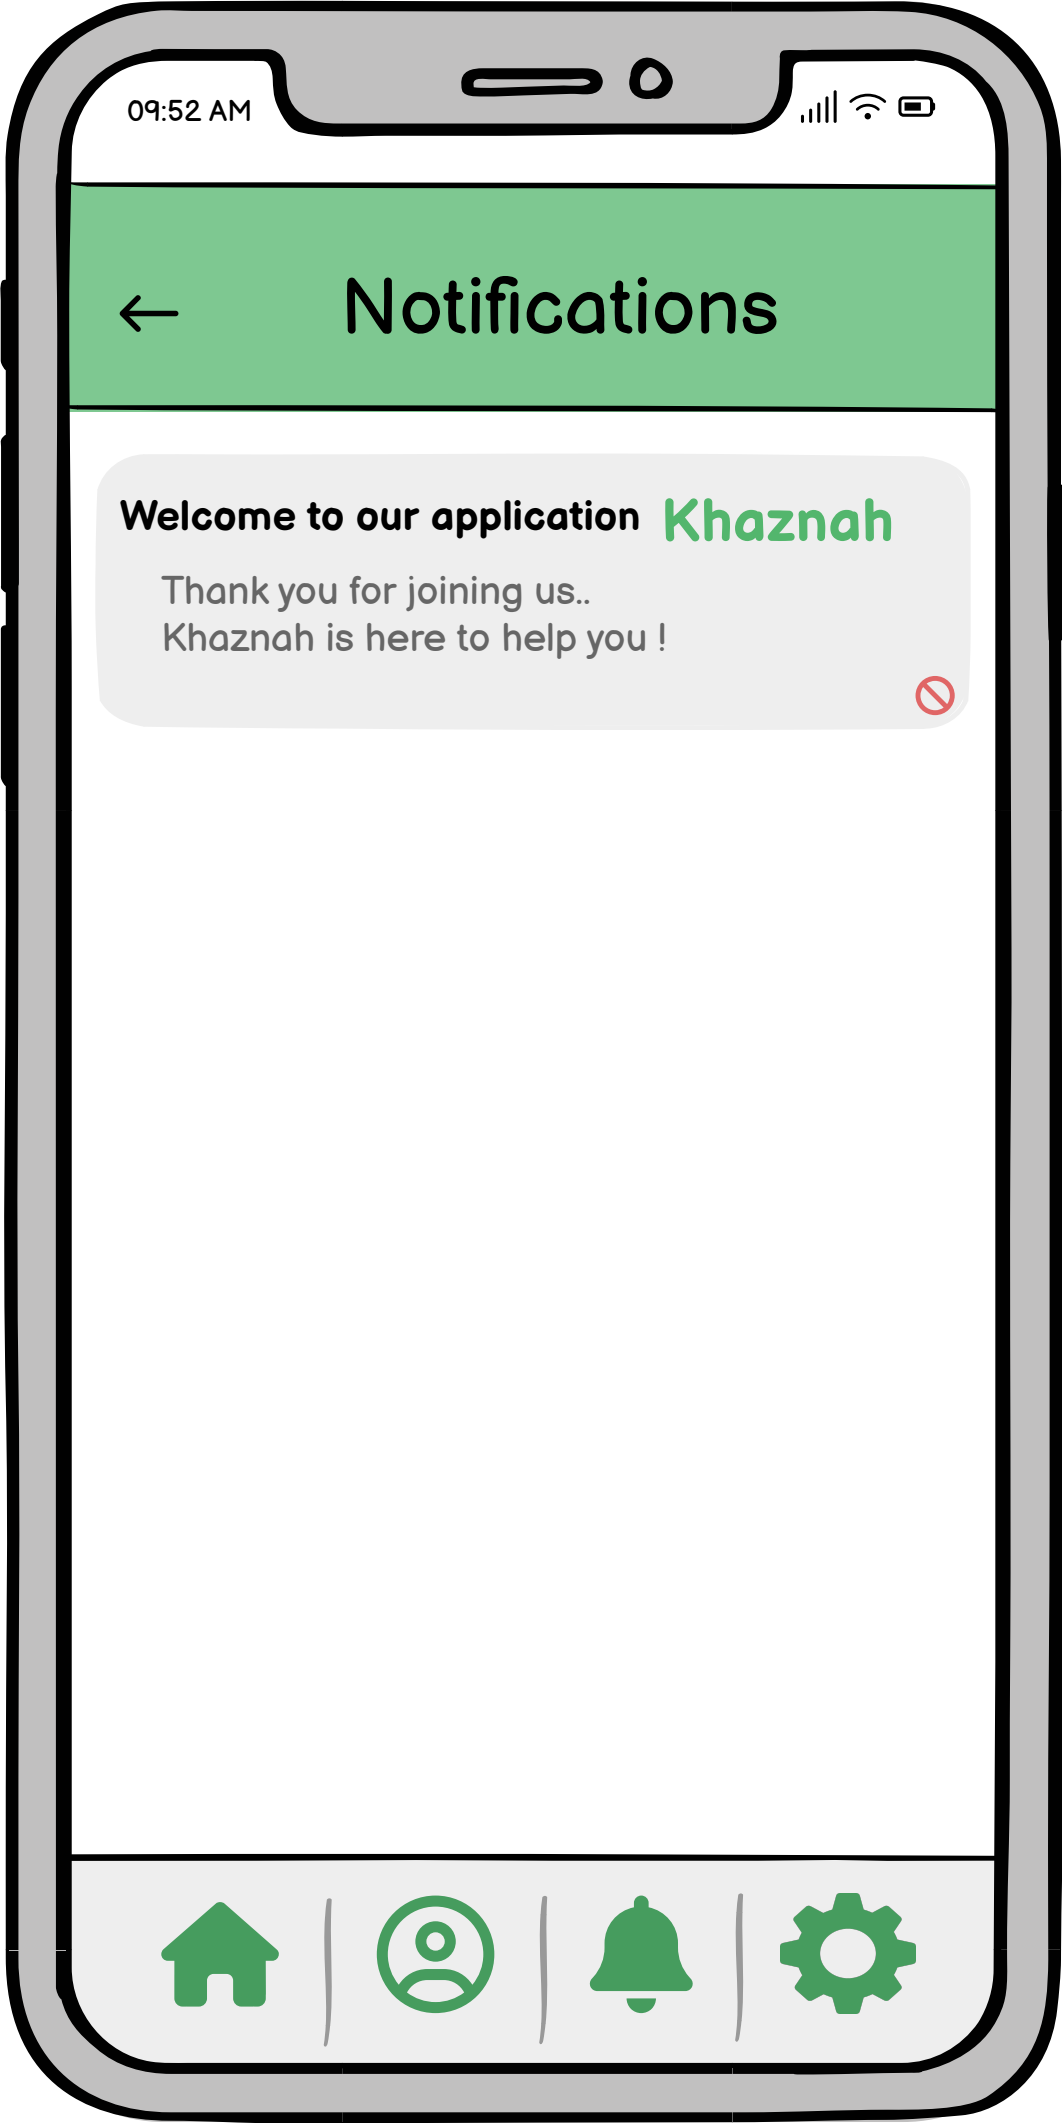 09:52 AM
Notifications
Welcome to our application Khaznah
Thank you for joining us..
Khaznah is here to help you !